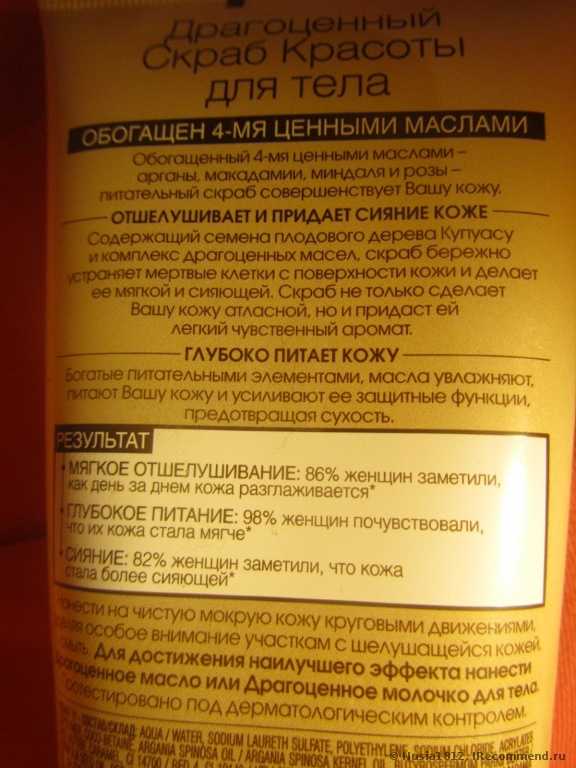 Драгоценный
Скраб Красоты
для тела
ОБОГАЩЕН 4-МЯ ЦЕННЫМИ МАСЛАМИ
Обогащенный 4-мя ценными маслами –
арганы, макадамии, миндаля и розы –
питательный скраб совершенствует Вашу кожу.
ОТШЕЛУШИВАЕТ И ПРИДАЕТ СИЯНИЕ КОЖЕ
Содержащий семена плодового дерева Купуасу
и комплекс драгоценных масел, скраб бережно
устраняет мертвые клетки с поверхности кожи и делает
ее мягкой и сияющей. Скраб не только сделает
Вашу кожу атласной, но и придаст ей
легкий чувственный аромат.
ГЛУБОКО ПИТАЕТ КОЖУ
Богатые питательными элементами, масла увлажняют,
питают Вашу кожу и усиливают ее защитные функции,
предотвращая сухость.
РЕЗУЛЬТАТ
• МЯГКОЕ ОТШЕЛУШИВАНИЕ: 86% женщин заметили,
как день за днем кожа разглаживается*
• ГЛУБОКОЕ ПИТАНИЕ: 98% женщин почувствовали,
что их кожа стала мягче*
• СИЯНИЕ: 82% женщин заметили, что кожа
стала более сияющей*
нанести на чистую мокрую кожу круговыми движениями,
особое внимание участкам с шелушащейся кожей.
Для достижения наилучшего эффекта нанести
Драгоценное масло или Драгоценное молочко для тела.
под дерматологическим контролем.
AQUA / WATER, SODIUM LAURETH SULFATE, POLYETHYLENE, SODIUM CHLORIDE, ACRYLATES
BETAINE, ARGANIA SPINOSA OIL / ARGANIA SPINOSA KERNEL OIL,
CARAMEL, CI 14700 / RED 4,
© Nusia1812, IRecommend.ru